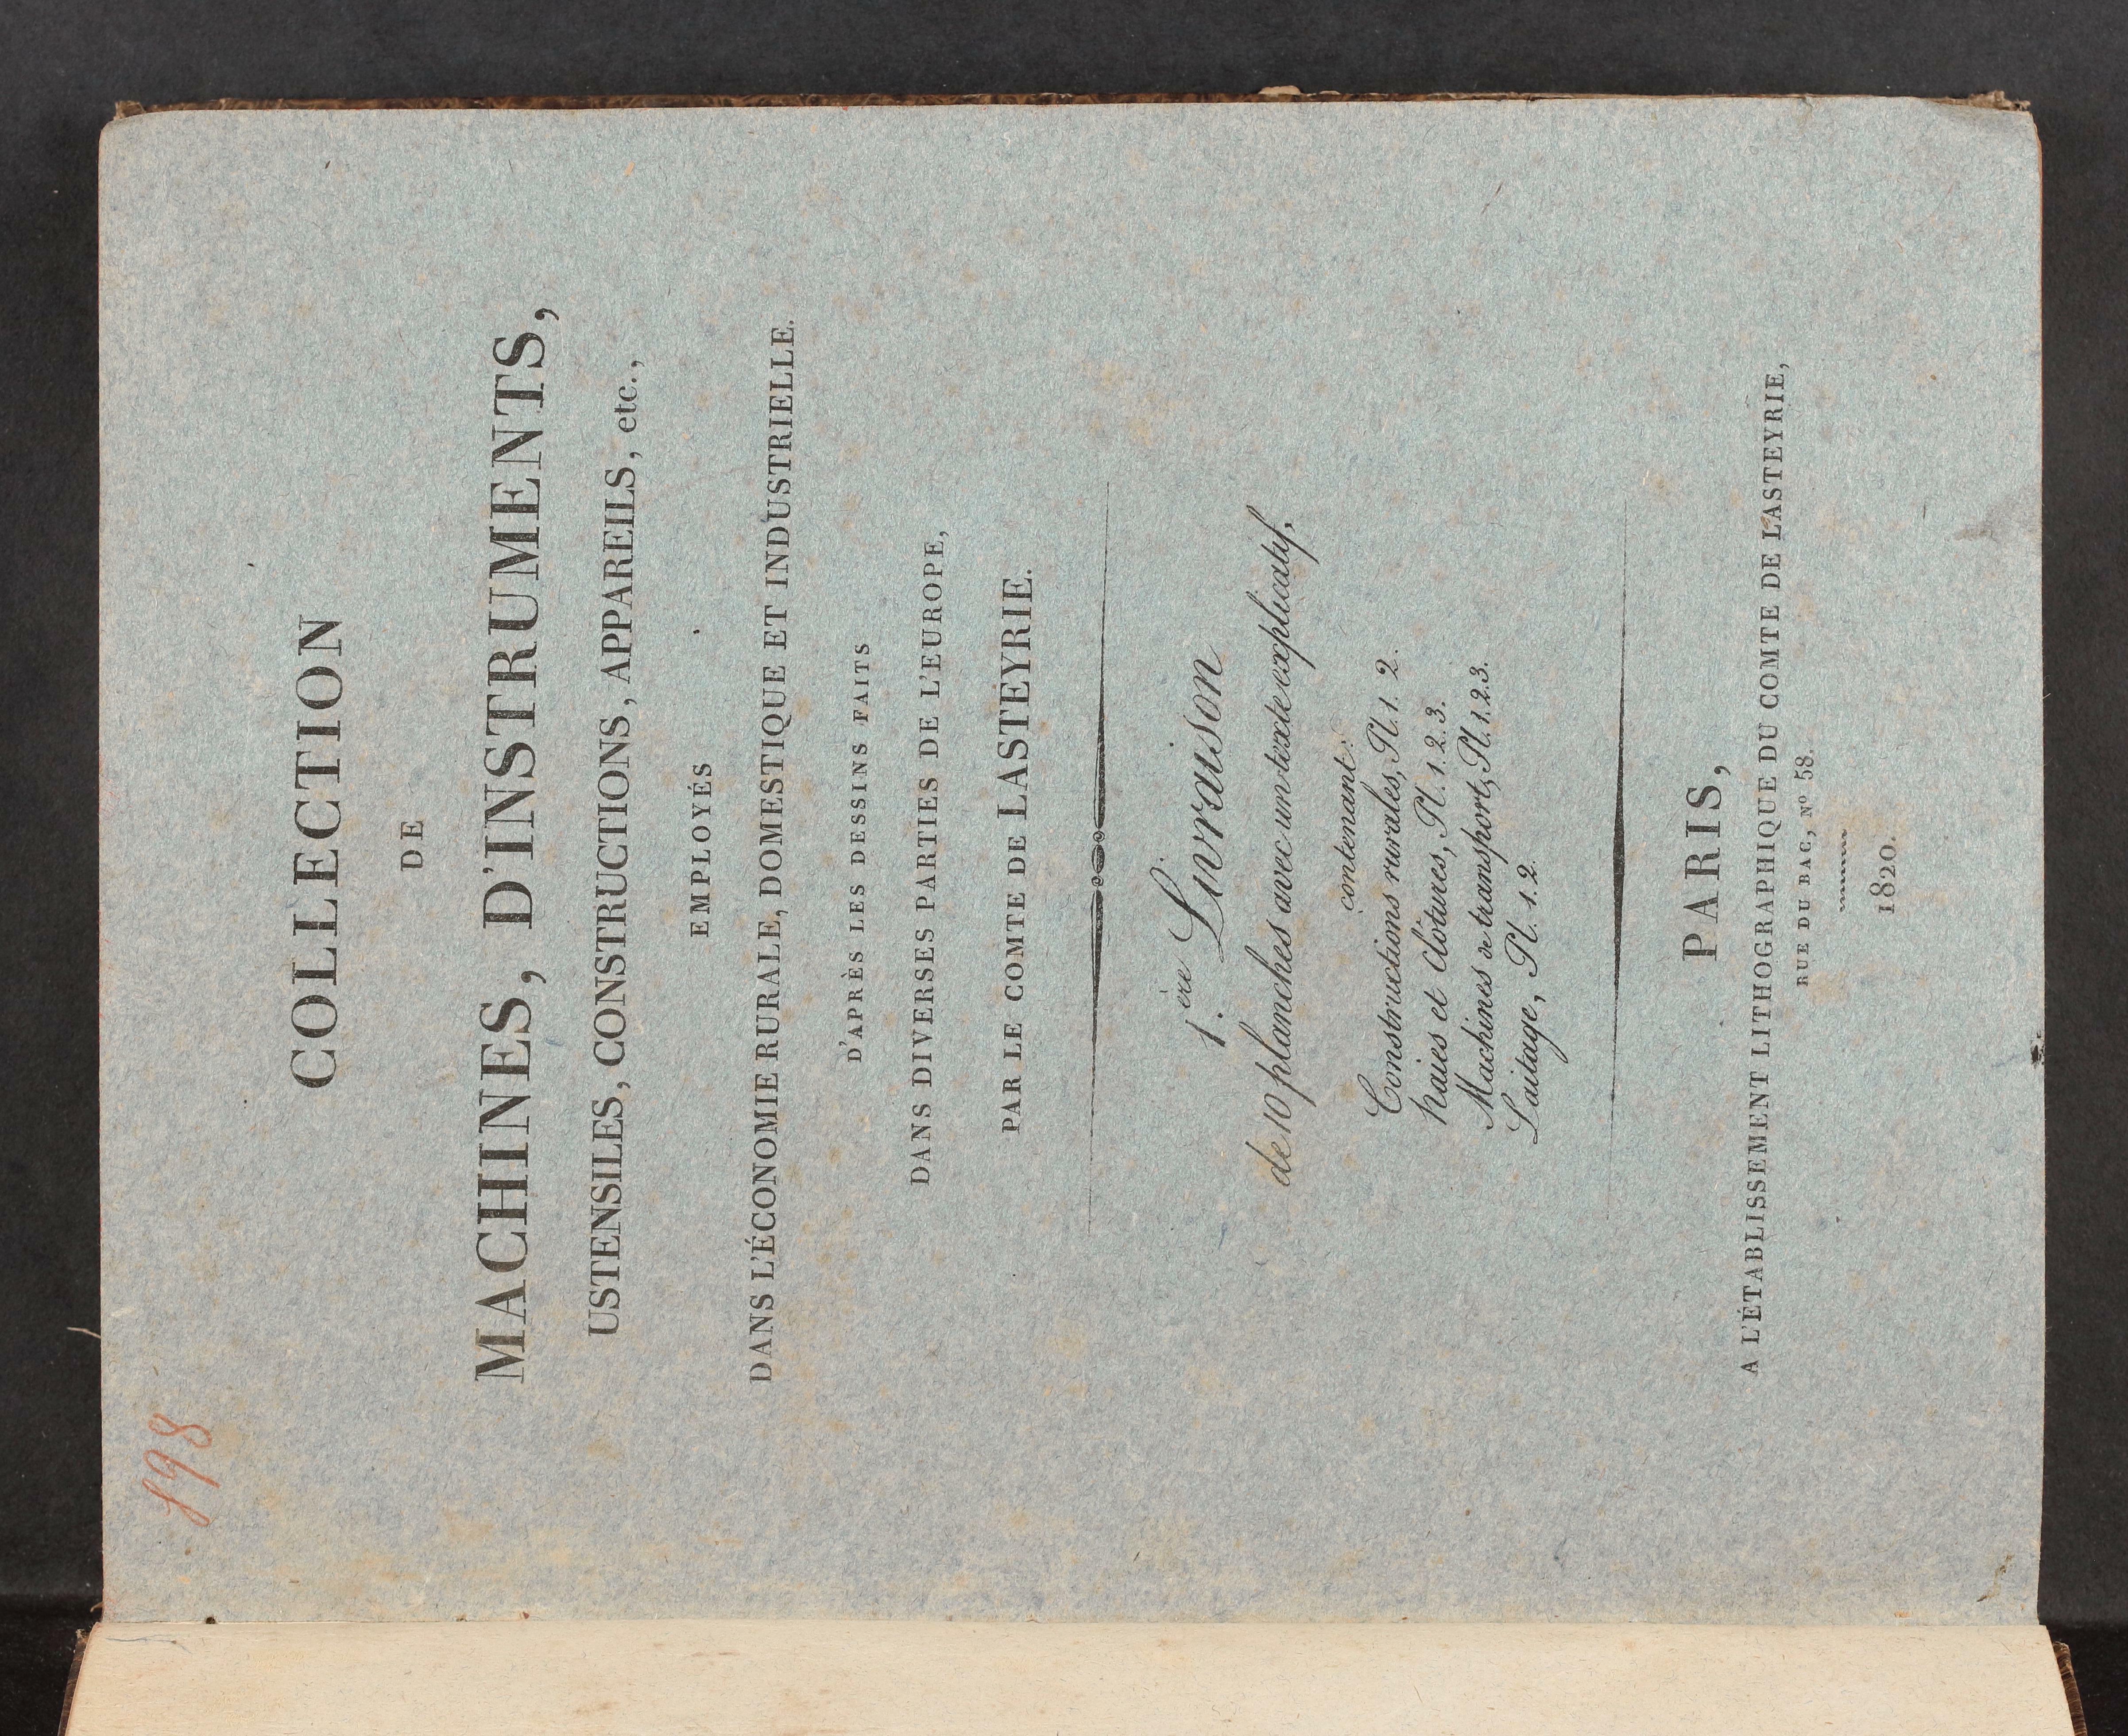 898
COLLECTION
DE
MACHINES, D'INSTRUMENTS,
USTENSILES, CONSTRUCTIONS, APPAREILS, etc.,
EMPLOYÉS
DANS L'ÉCONOMIE RURALE, DOMESTIQUE ET INDUSTRIELLE.
D'APRÈS LES DESSINS FAITS
DANS DIVERSES PARTIES DE L'EUROPE,
PAR LE COMTE DE LASTEYRIE.
1.ère Livraison
de 10 planches avec un texte explicatif,
contenant:
Constructions rurales, Pl. 1. 2.
haies et Clôtures, Pl. 1. 2. 3.
Machines de transport, Pl. 1. 2. 3.
Laitage, Pl. 1. 2.
PARIS,
A L'ÉTABLISSEMENT LITHOGRAPHIQUE DU COMTE DE LASTEYRIE,
RUE DU BAC, Nº 58.
1820.